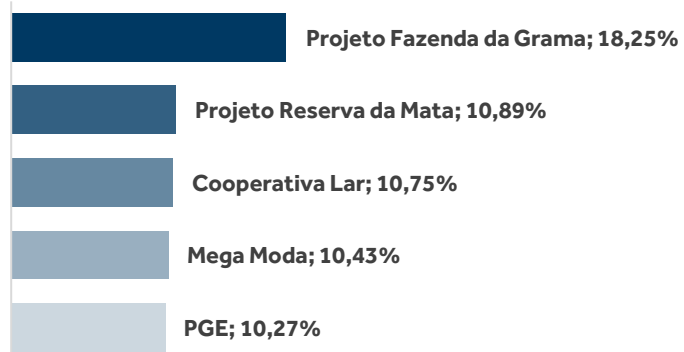 Projeto Fazenda da Grama; 18,25%
Projeto Reserva da Mata; 10,89%
Cooperativa Lar; 10,75%
Mega Moda; 10,43%
PGE; 10,27%